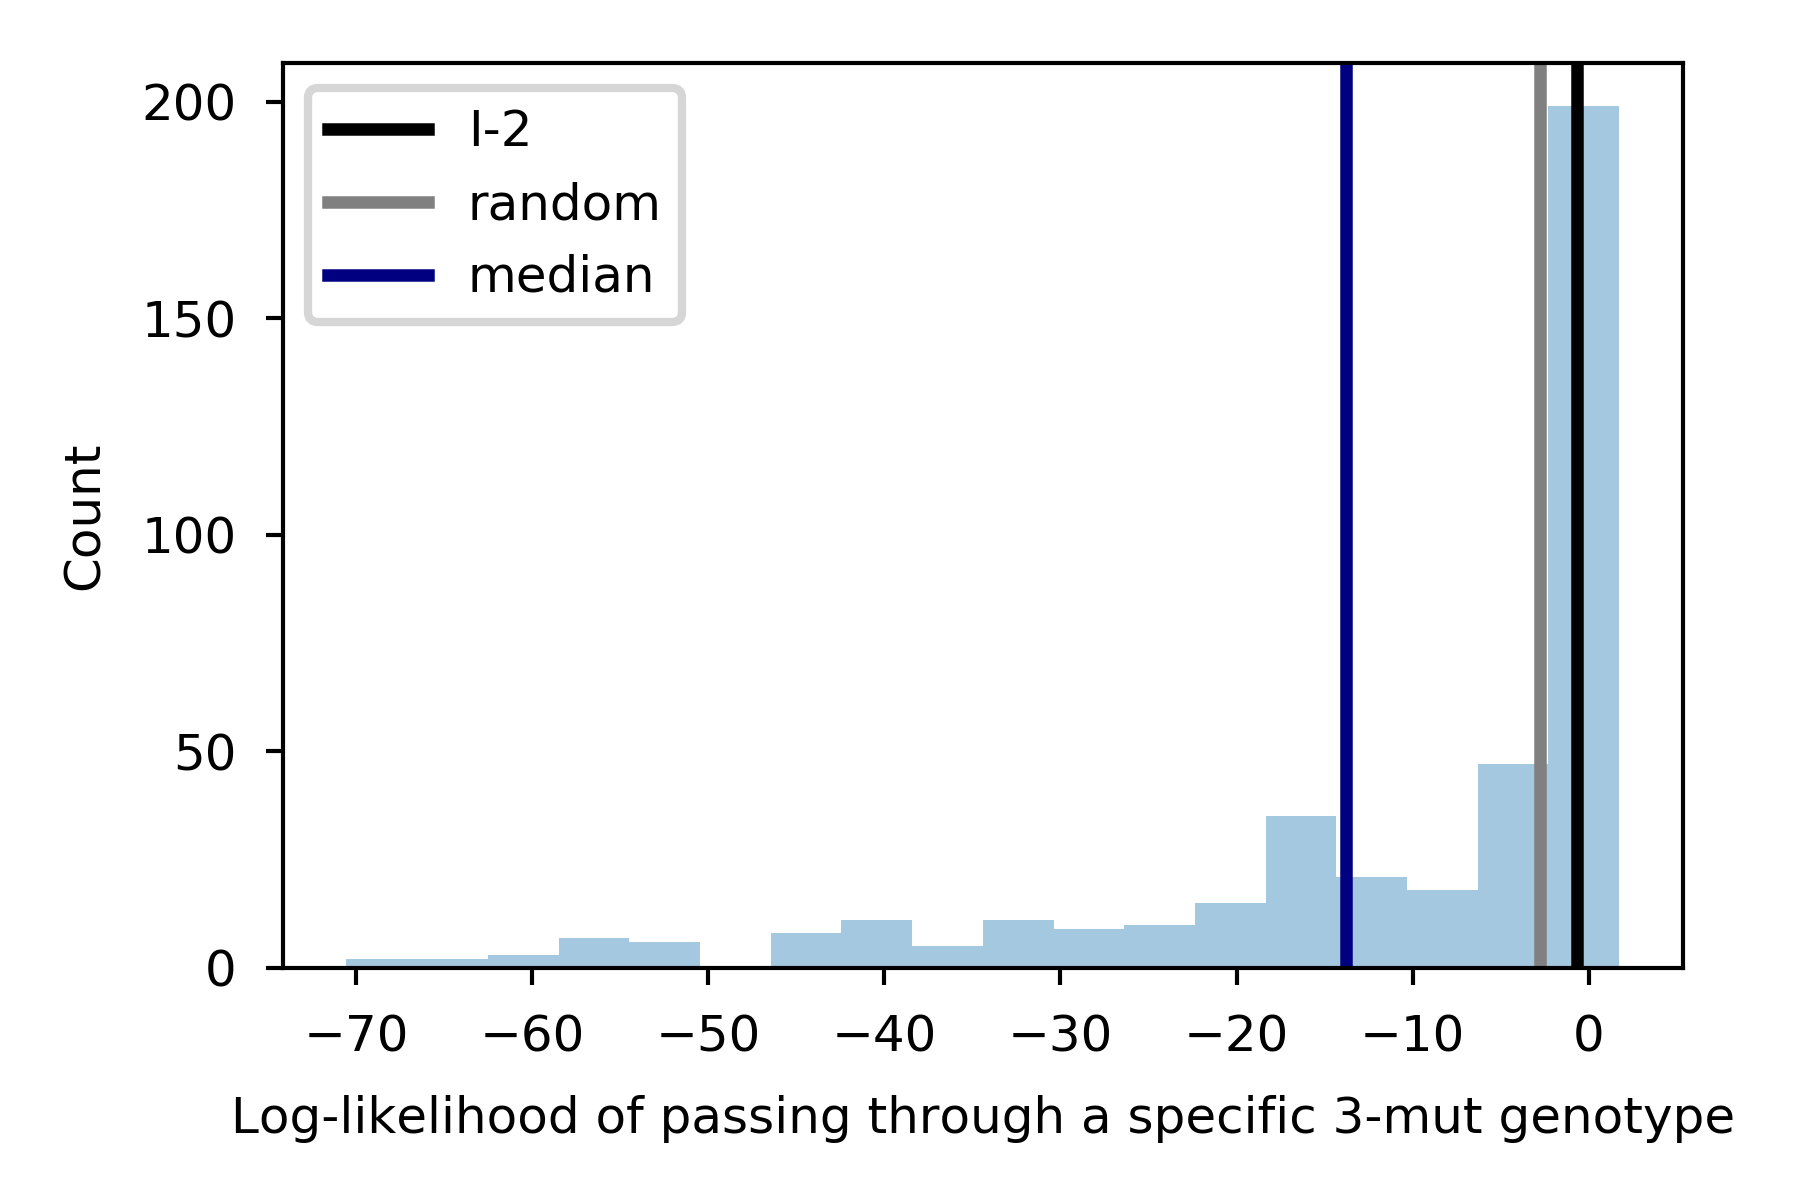 200
150
100
50
0
Count
I-2
random
median
−70 −60 −50 −40 −30 −20 −10 0
Log-likelihood of passing through a specific 3-mut genotype